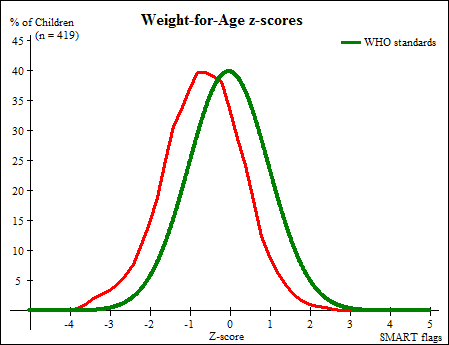 Weight-for-Age z-scores
% of Children
(n = 419)
WHO standards
45
40
35
30
25
20
15
10
5
-4 -3 -2 -1 0 1 2 3 4 5
Z-score
SMART flags